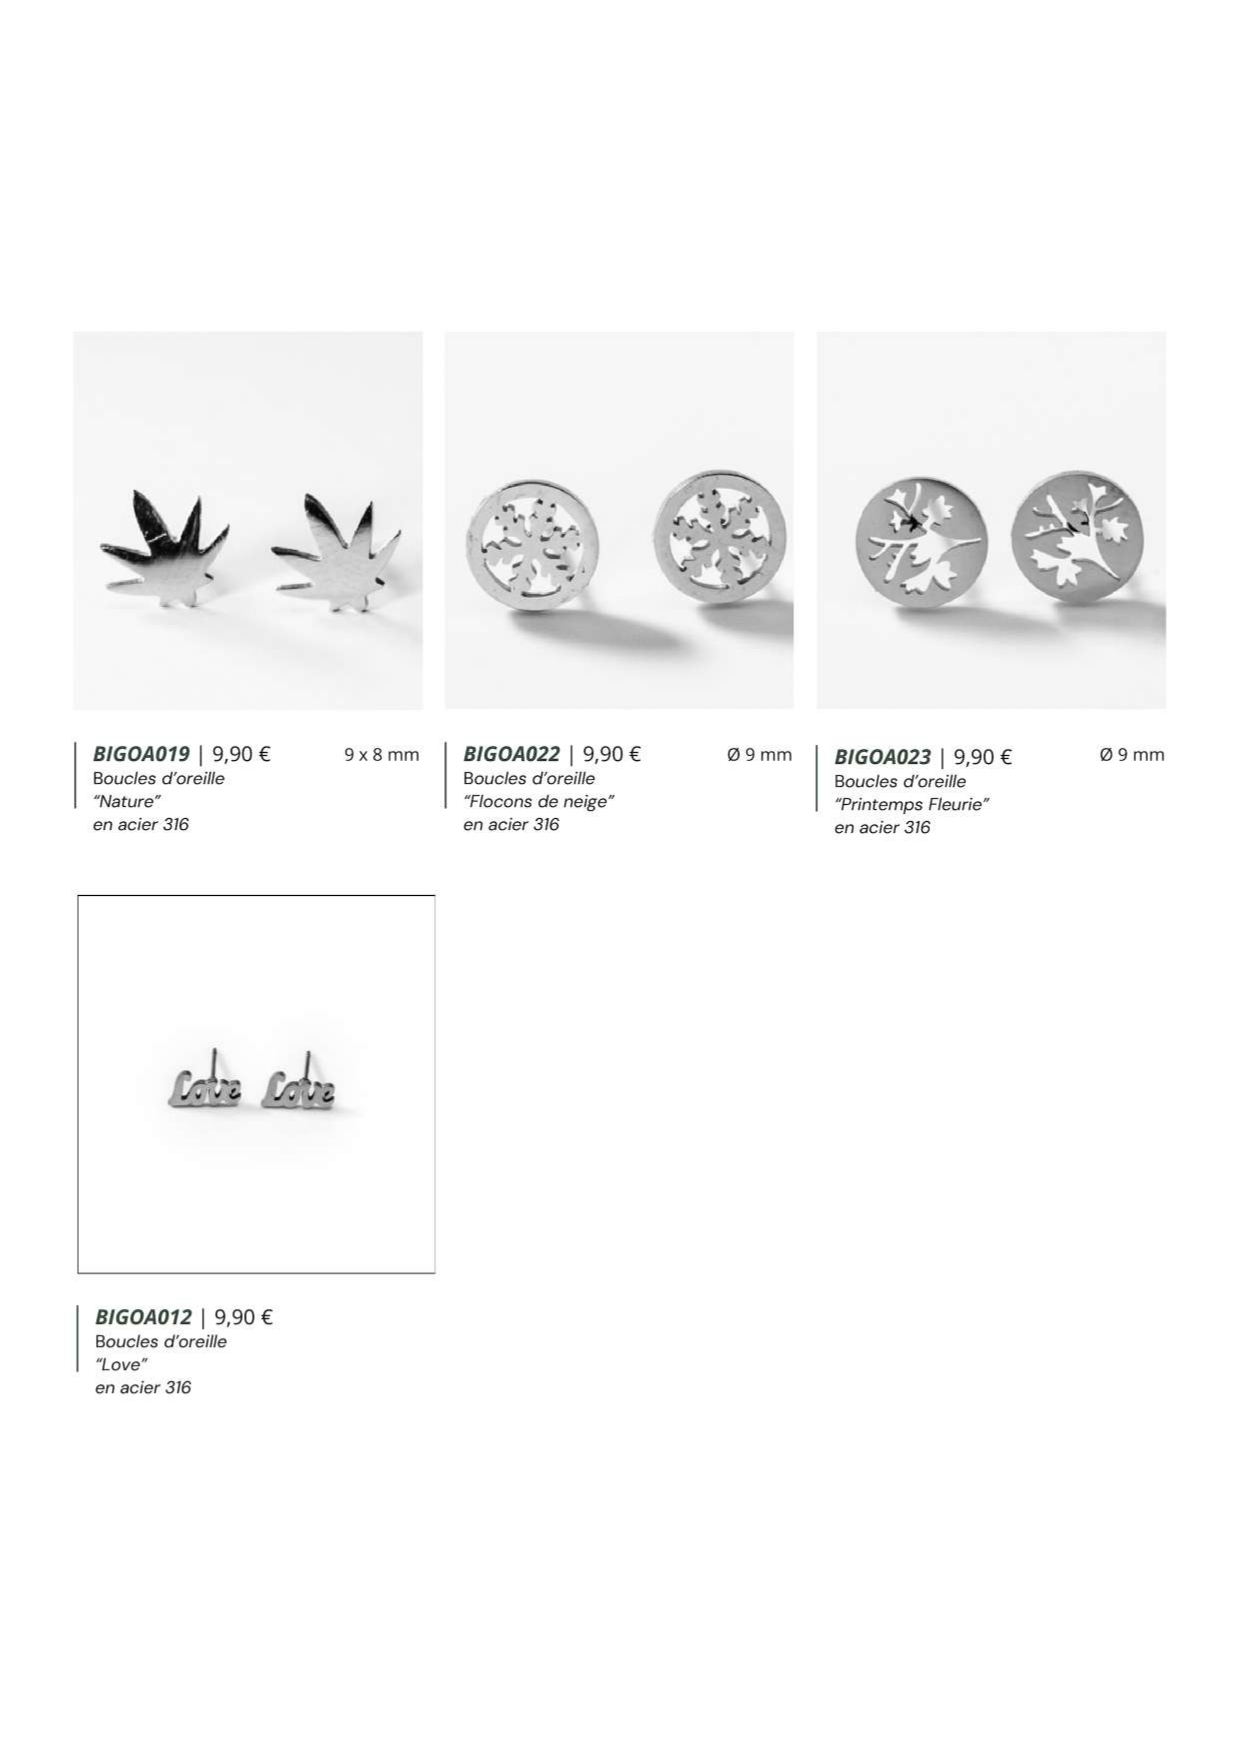 BIGOA019 | 9,90 € 9 x 8 mm
Boucles d’oreille
“Nature”
en acier 316
BIGOA022 | 9,90 € Ø 9 mm
Boucles d’oreille
“Flocons de neige”
en acier 316
BIGOA023 | 9,90 € Ø 9 mm
Boucles d’oreille
“Printemps Fleurie”
en acier 316
Love Love
BIGOA012 | 9,90 €
Boucles d’oreille
“Love”
en acier 316